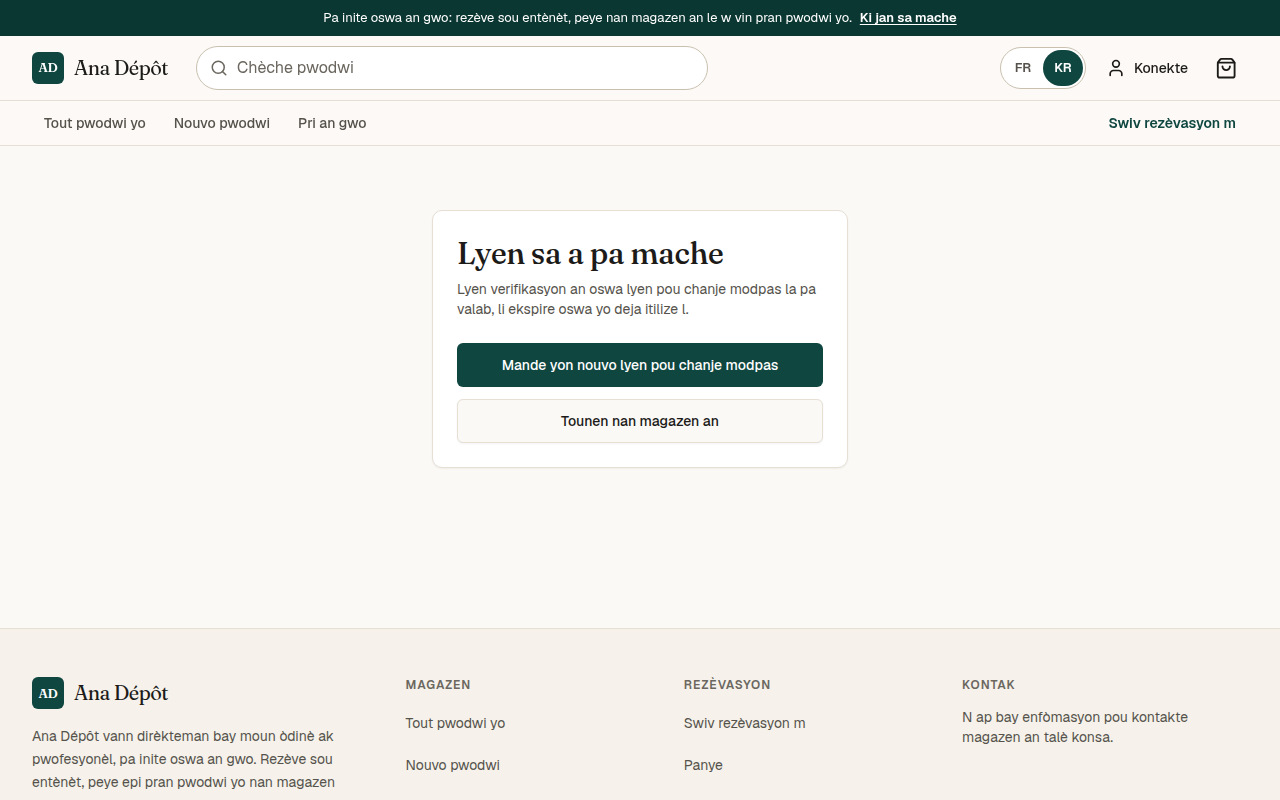 Pa inite oswa an gwo: rezève sou entènèt, peye nan magazen an le w vin pran pwodwi yo. Ki jan sa mache
AD Ana Dépôt
Chèche pwodwi
FR KR
Konekte
Tout pwodwi yo
Nouvo pwodwi
Pri an gwo
Swiv rezèvasyon m
Lyen sa a pa mache
Lyen verifikasyon an oswa lyen pou chanje modpas la pa
valab, li ekspire oswa yo deja itilize l.
Mande yon nouvo lyen pou chanje modpas
Tounen nan magazen an
AD Ana Dépôt
Ana Dépôt vann dirèkteman bay moun òdinè ak
pwofesyonèl, pa inite oswa an gwo. Rezève sou
entènèt, peye epi pran pwodwi yo nan magazen
MAGAZEN
Tout pwodwi yo
Nouvo pwodwi
REZÈVASYON
Swiv rezèvasyon m
Panye
KONTAK
N ap bay enfòmasyon pou kontakte
magazen an talè konsa.